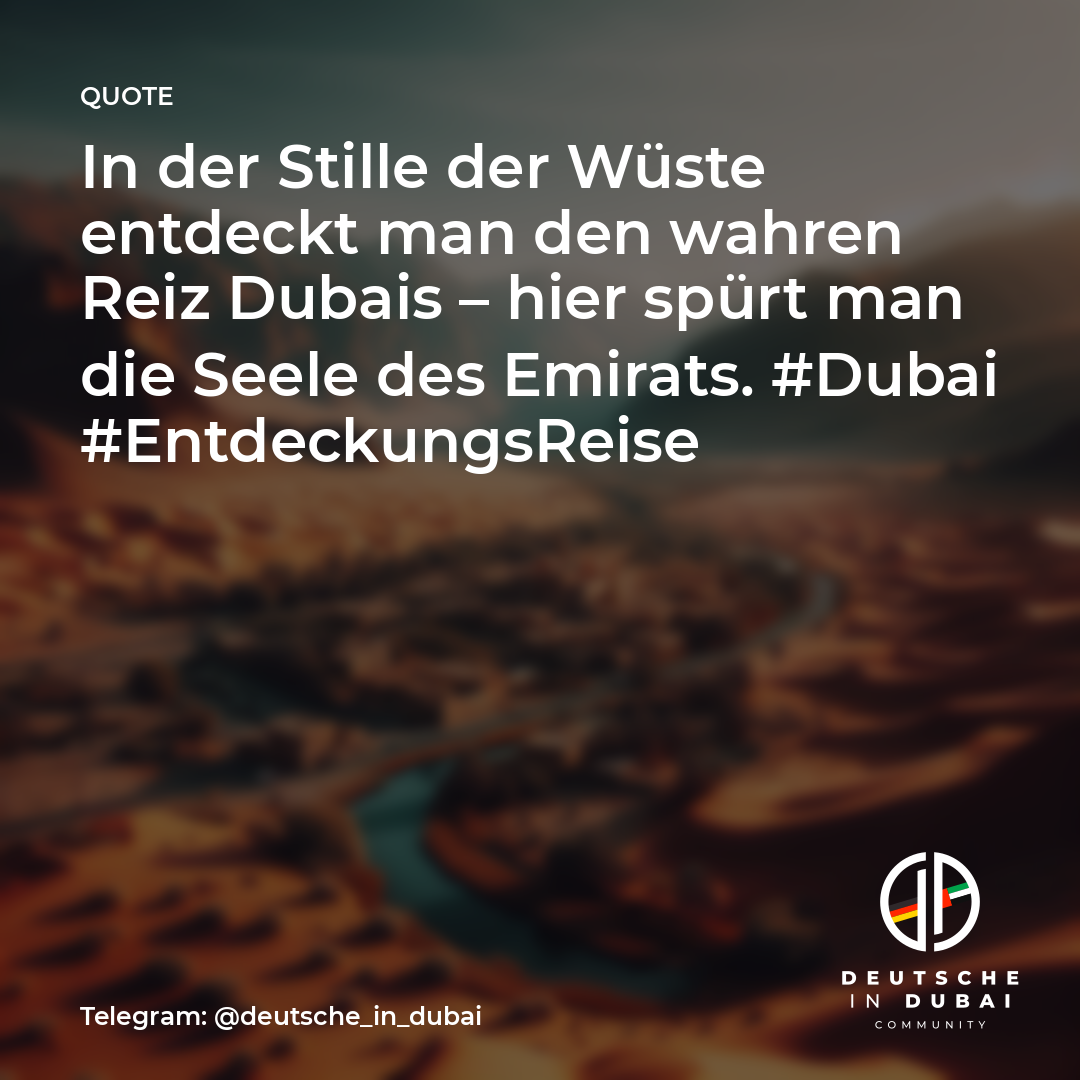 QUOTE
In der Stille der Wüste
entdeckt man den wahren
Reiz Dubais – hier spürt man
die Seele des Emirats. #Dubai
#EntdeckungsReise
Telegram: @deutsche_in_dubai
DEUTSCHE
IN DUBAI
COMMUNITY